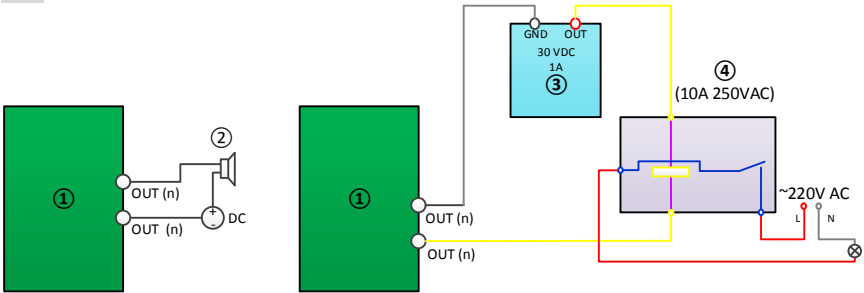 ①
②
OUT (n)
OUT (n)
+
-
DC
①
OUT (n)
OUT (n)
GND OUT
30 VDC
1A
③
④
(10A 250VAC)
~220V AC
L N